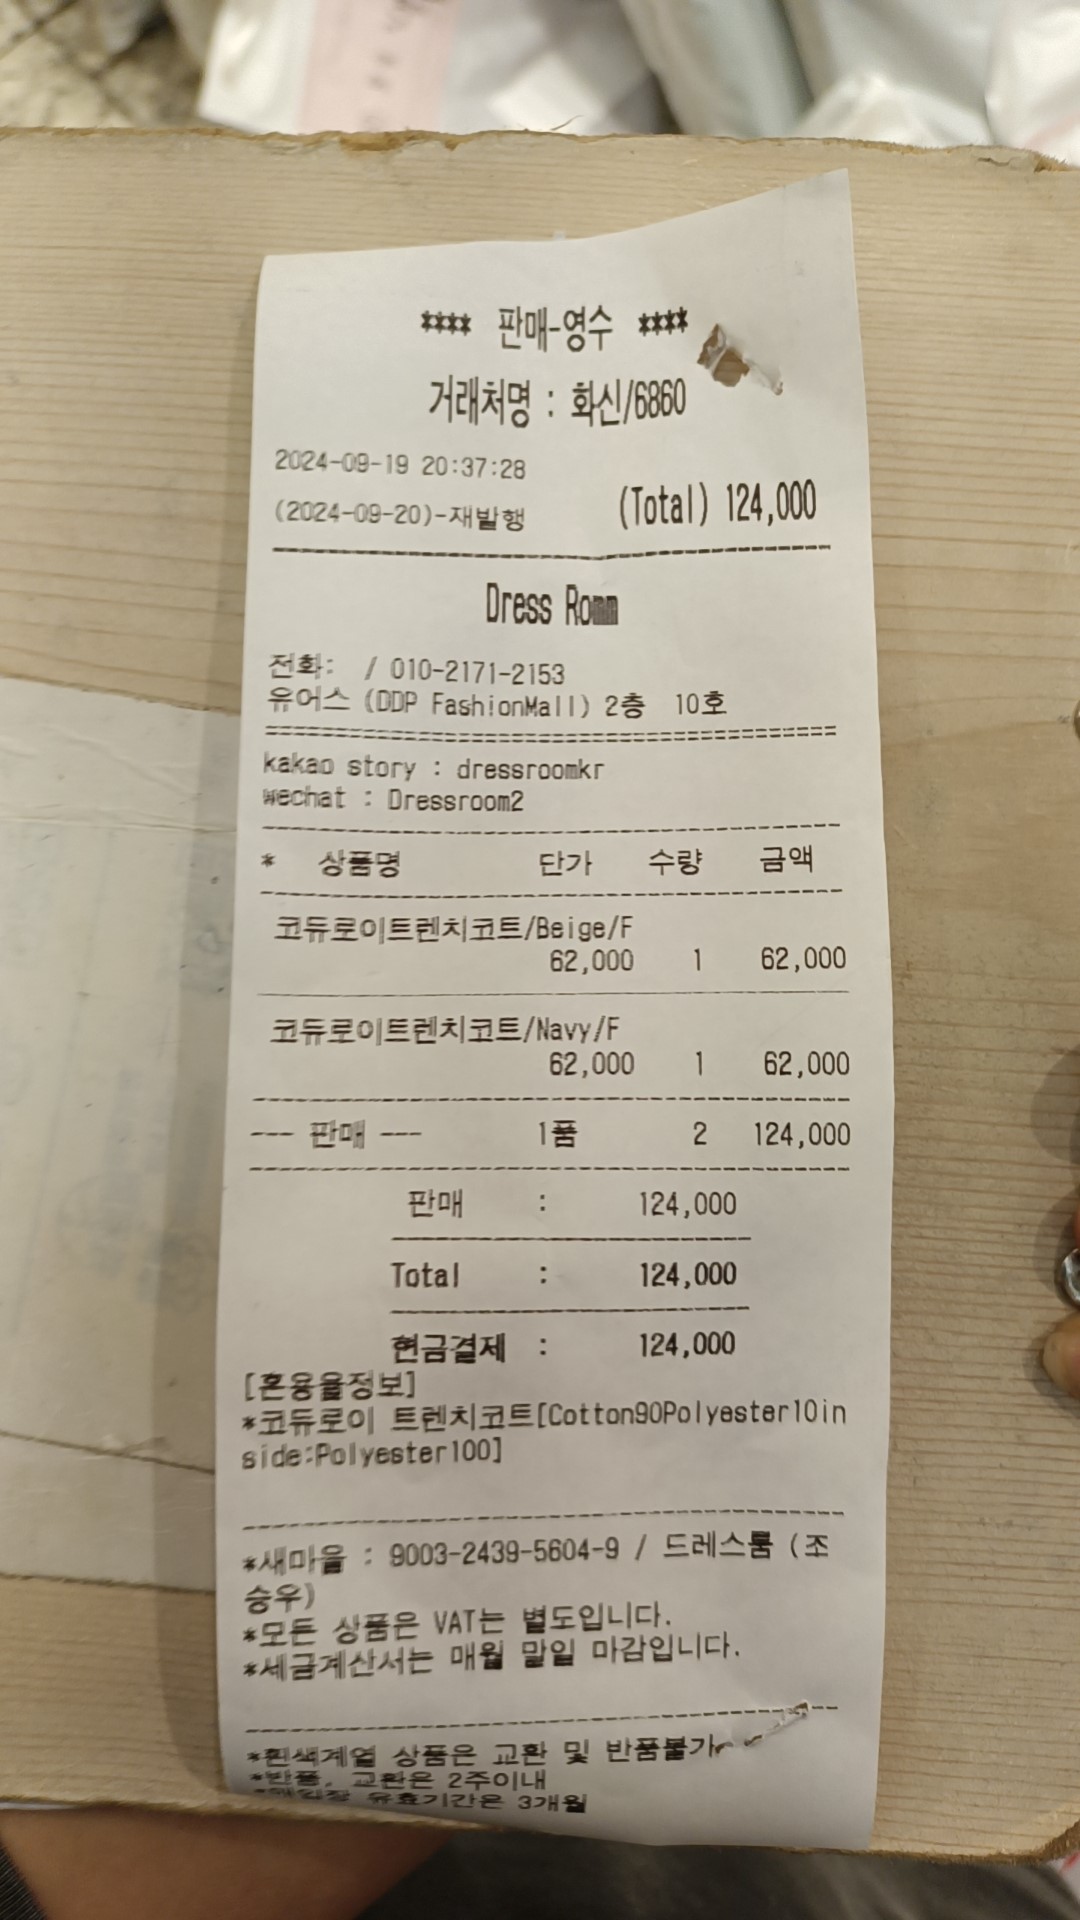 **** 판매-영수 ****
거래처명 : 화신/6860
2024-09-19 20:37:28
(2024-09-20)-재발행 (Total) 124,000
Dress Romm
전화: / 010-2171-2153
유어스 (DDP FashionMall) 2층 10호
kakao story : dressroomkr
wechat : Dressroom2
* 상품명 단가 수량 금액
코듀로이트렌치코트/Beige/F
62,000 1 62,000
코듀로이트렌치코트/Navy/F
62,000 1 62,000
--- 판매 --- 1품 2 124,000
판매 : 124,000
Total : 124,000
현금결제 : 124,000
[혼용율정보]
*코듀로이 트렌치코트[Cotton90Polyester10in
side:Polyester100]
*새마을 : 9003-2439-5604-9 / 드레스룸 (조
승우)
*모든 상품은 VAT는 별도입니다.
*세금계산서는 매월 말일 마감입니다.
*흰색계열 상품은 교환 및 반품불가
*반품, 교환은 2주이내
유효기간은 3개월